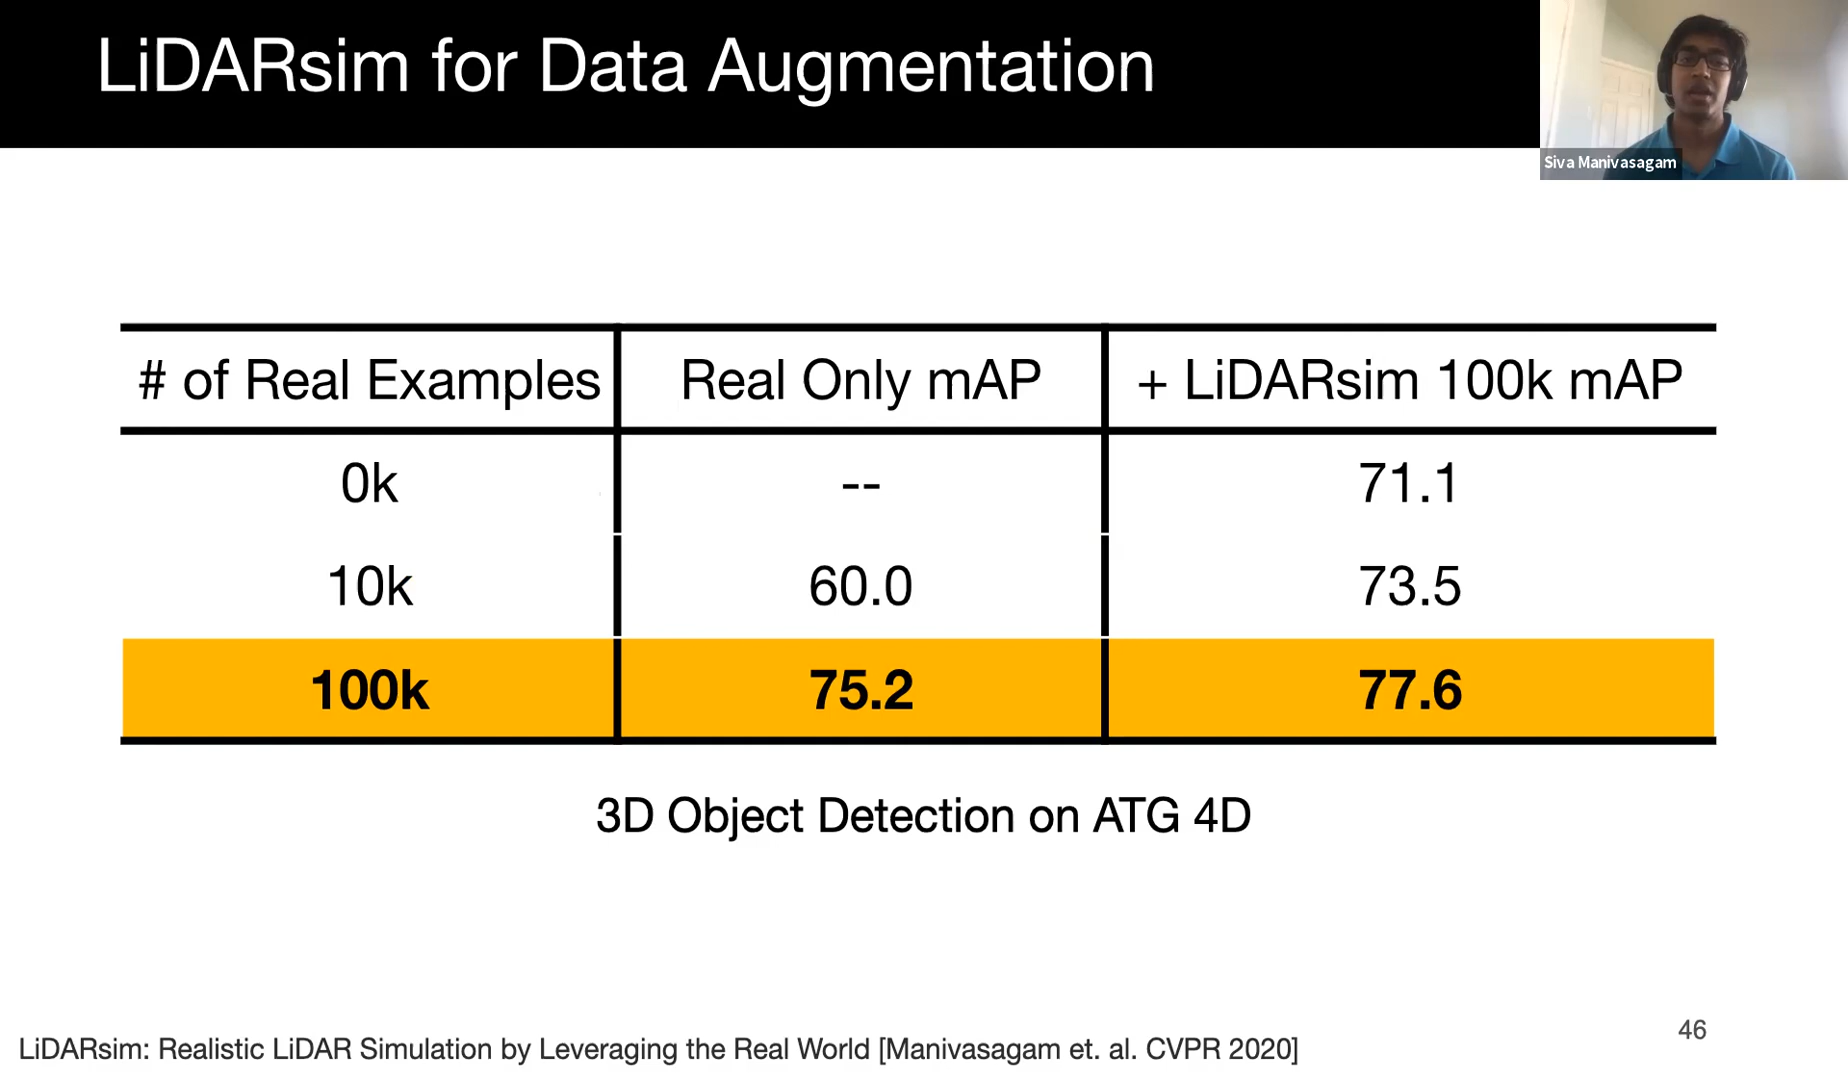 LiDARsim for Data Augmentation
Siva Manivasagam
# of Real Examples Real Only mAP + LiDARsim 100k mAP
0k -- 71.1
10k 60.0 73.5
100k 75.2 77.6
3D Object Detection on ATG 4D
46
LiDARsim: Realistic LiDAR Simulation by Leveraging the Real World [Manivasagam et. al. CVPR 2020]